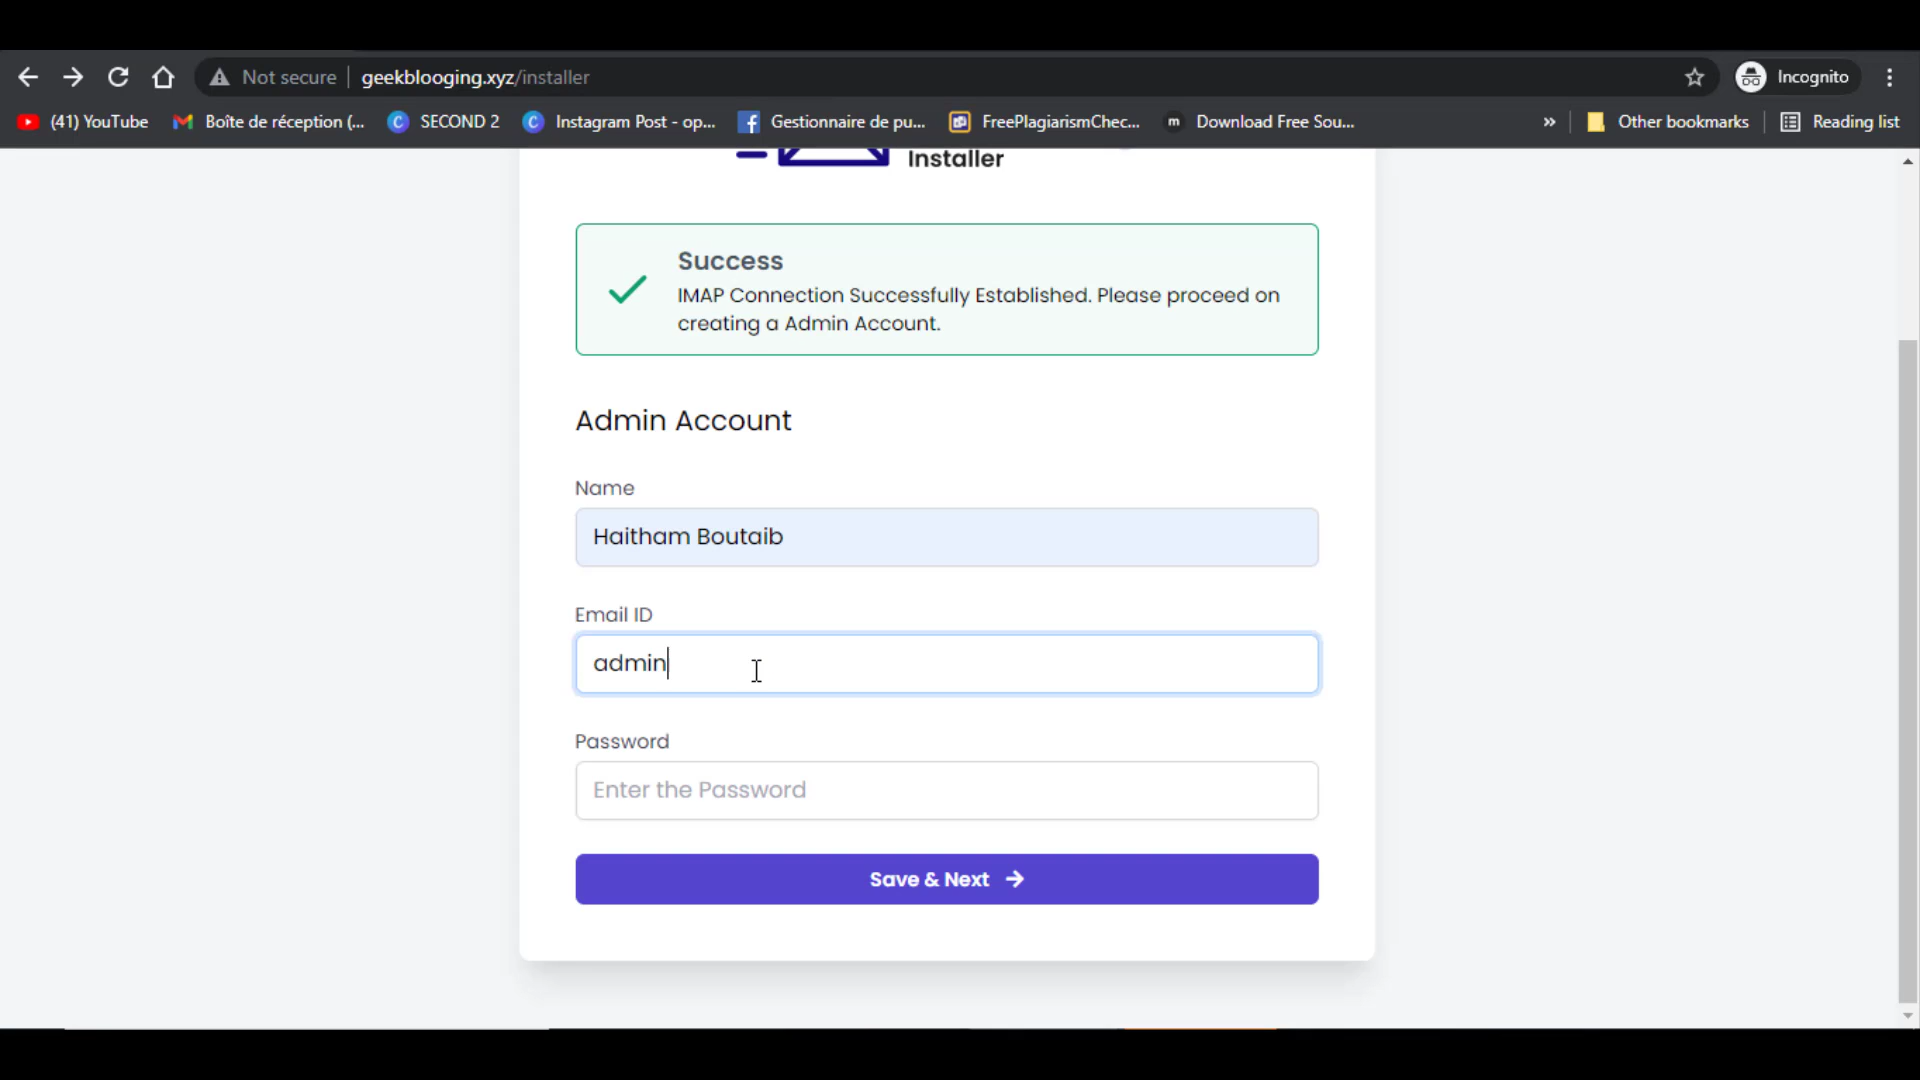 Not secure geekblooging.xyz/installer Incognito
(41) YouTube Boîte de réception (... SECOND 2 Instagram Post - op... Gestionnaire de pu... FreePlagiarismChec... Download Free Sou... » Other bookmarks Reading list
Installer
Success
IMAP Connection Successfully Established. Please proceed on
creating a Admin Account.
Admin Account
Name
Haitham Boutaib
Email ID
admin
Password
Enter the Password
Save & Next →